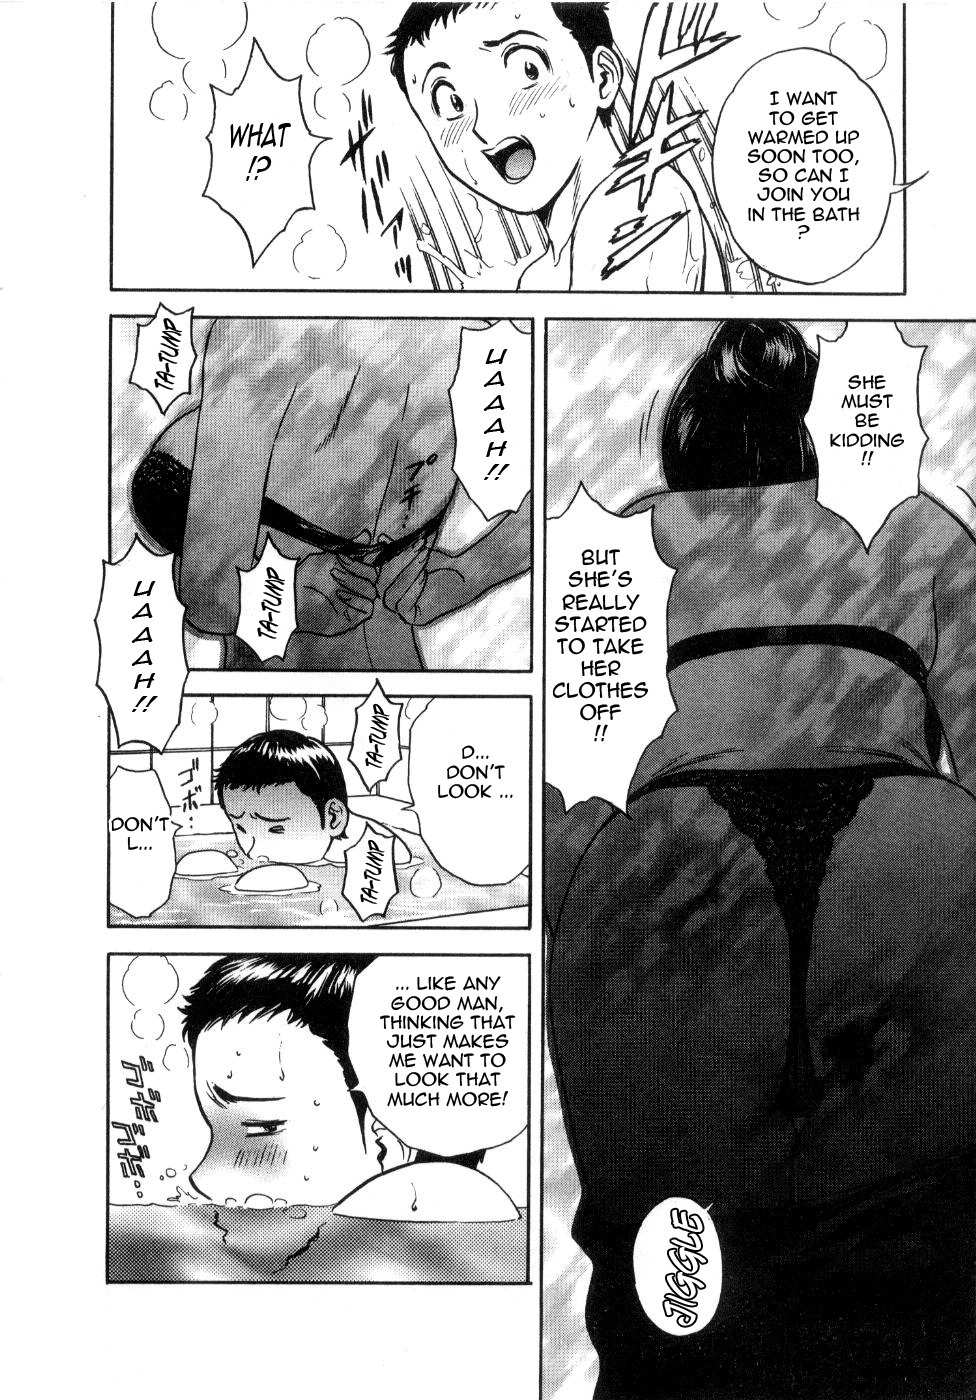 I WANT
TO GET
WARMED UP
SOON TOO,
SO CAN I
JOIN YOU
IN THE BATH
?
WHAT
!?
SHE
MUST
BE
KIDDING
!!
BUT
SHE'S
REALLY
STARTED
TO TAKE
HER
CLOTHES
OFF
!!
JIGGLE
TA-TUMP
UAAAH!!
TA-TUMP
UAAAH!!
TA-TUMP
D...
DON'T
LOOK ...
DON'T
L...
TA-TUMP
... LIKE ANY
GOOD MAN,
THINKING THAT
JUST MAKES
ME WANT TO
LOOK THAT
MUCH MORE!